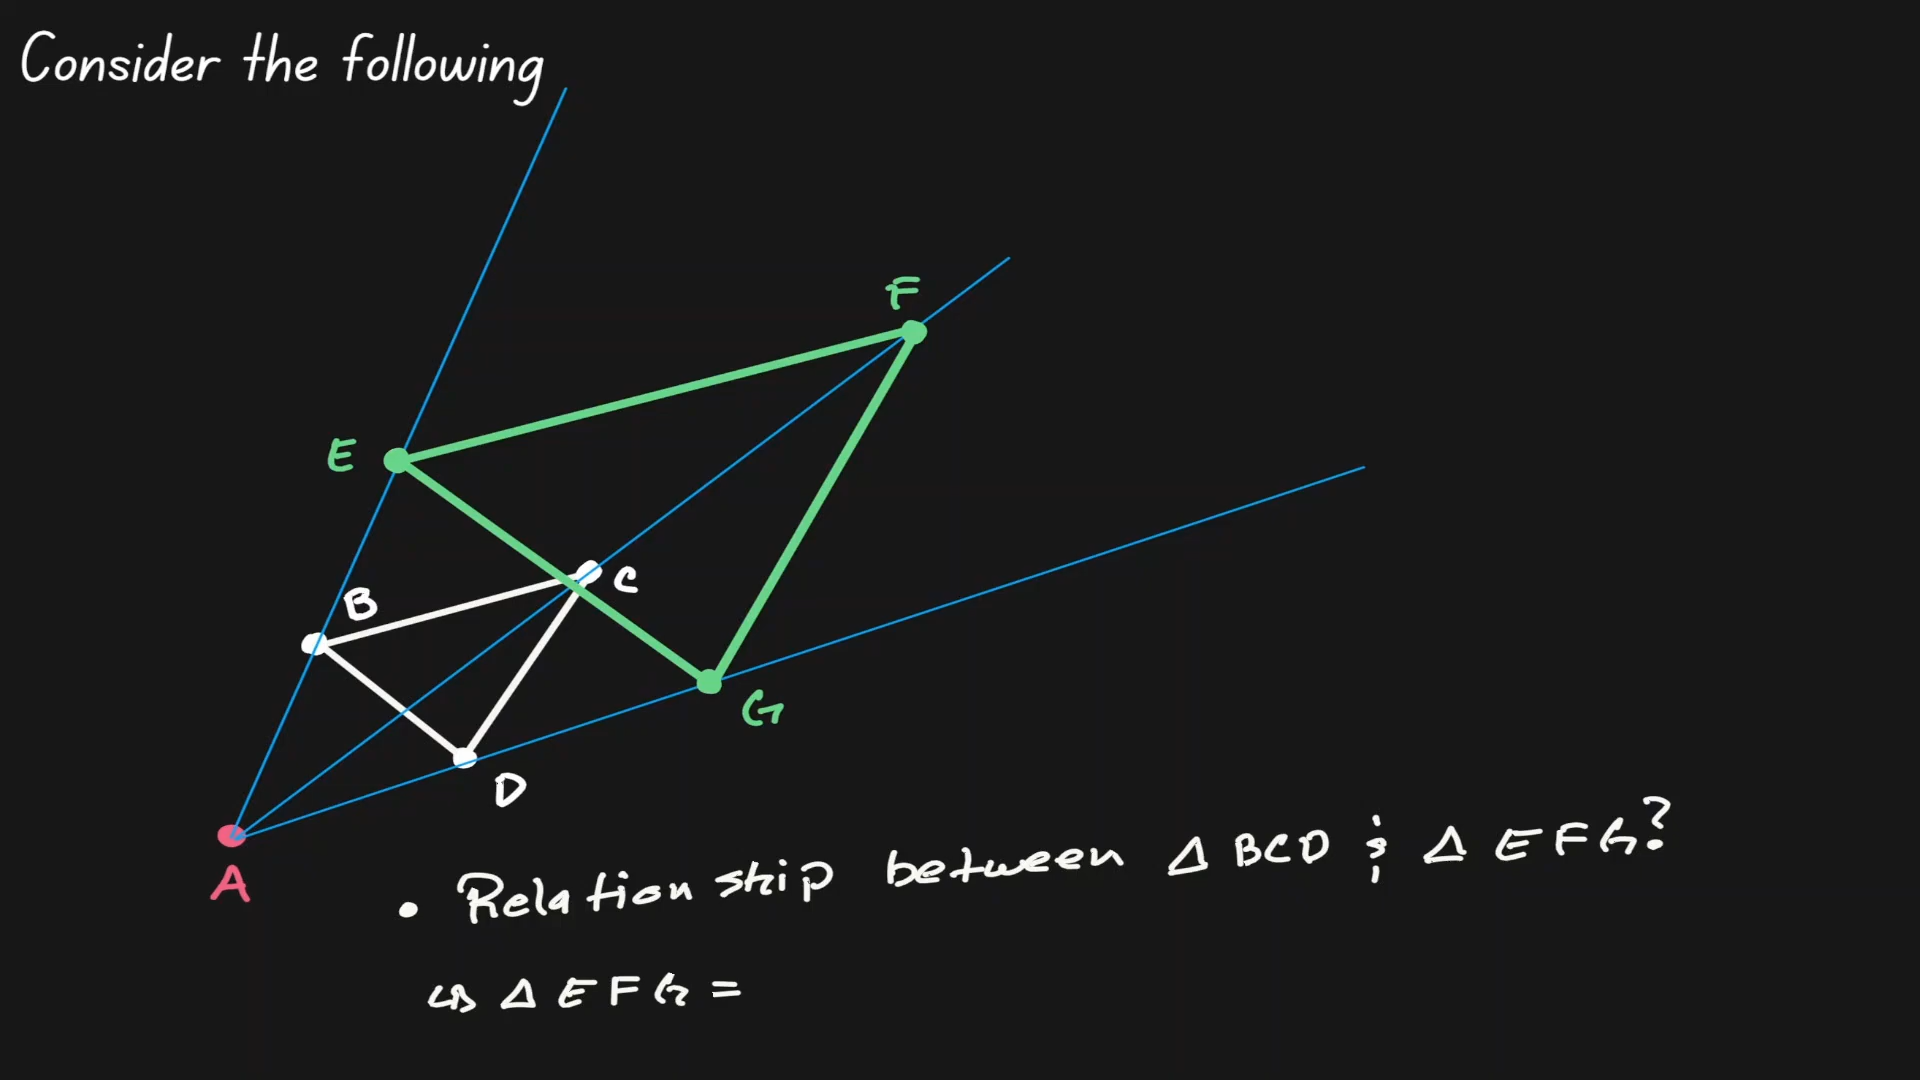 Consider the following
F
E
C
B
G
D
A
• Relationship between Δ BCD & Δ EFG?
↳ Δ EFG =